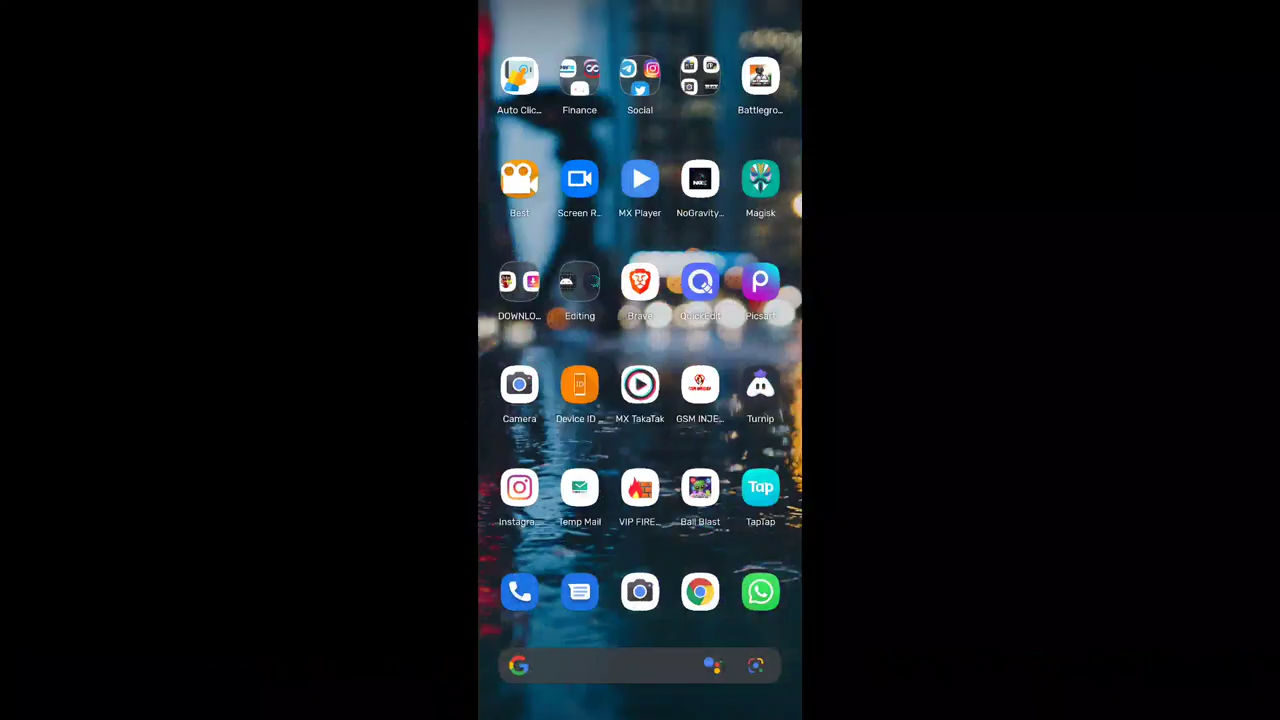 Auto Clic...
Finance
Social
Battlegro...
Best
Screen R...
MX Player
NoGravity...
Magisk
DOWNLO...
Editing
Brave
QuickEdit
Picsart
Camera
Device ID ...
MX TakaTak
GSM INJE...
Turnip
Tap
Instagra...
Temp Mail
VIP FIRE...
Ball Blast
TapTap